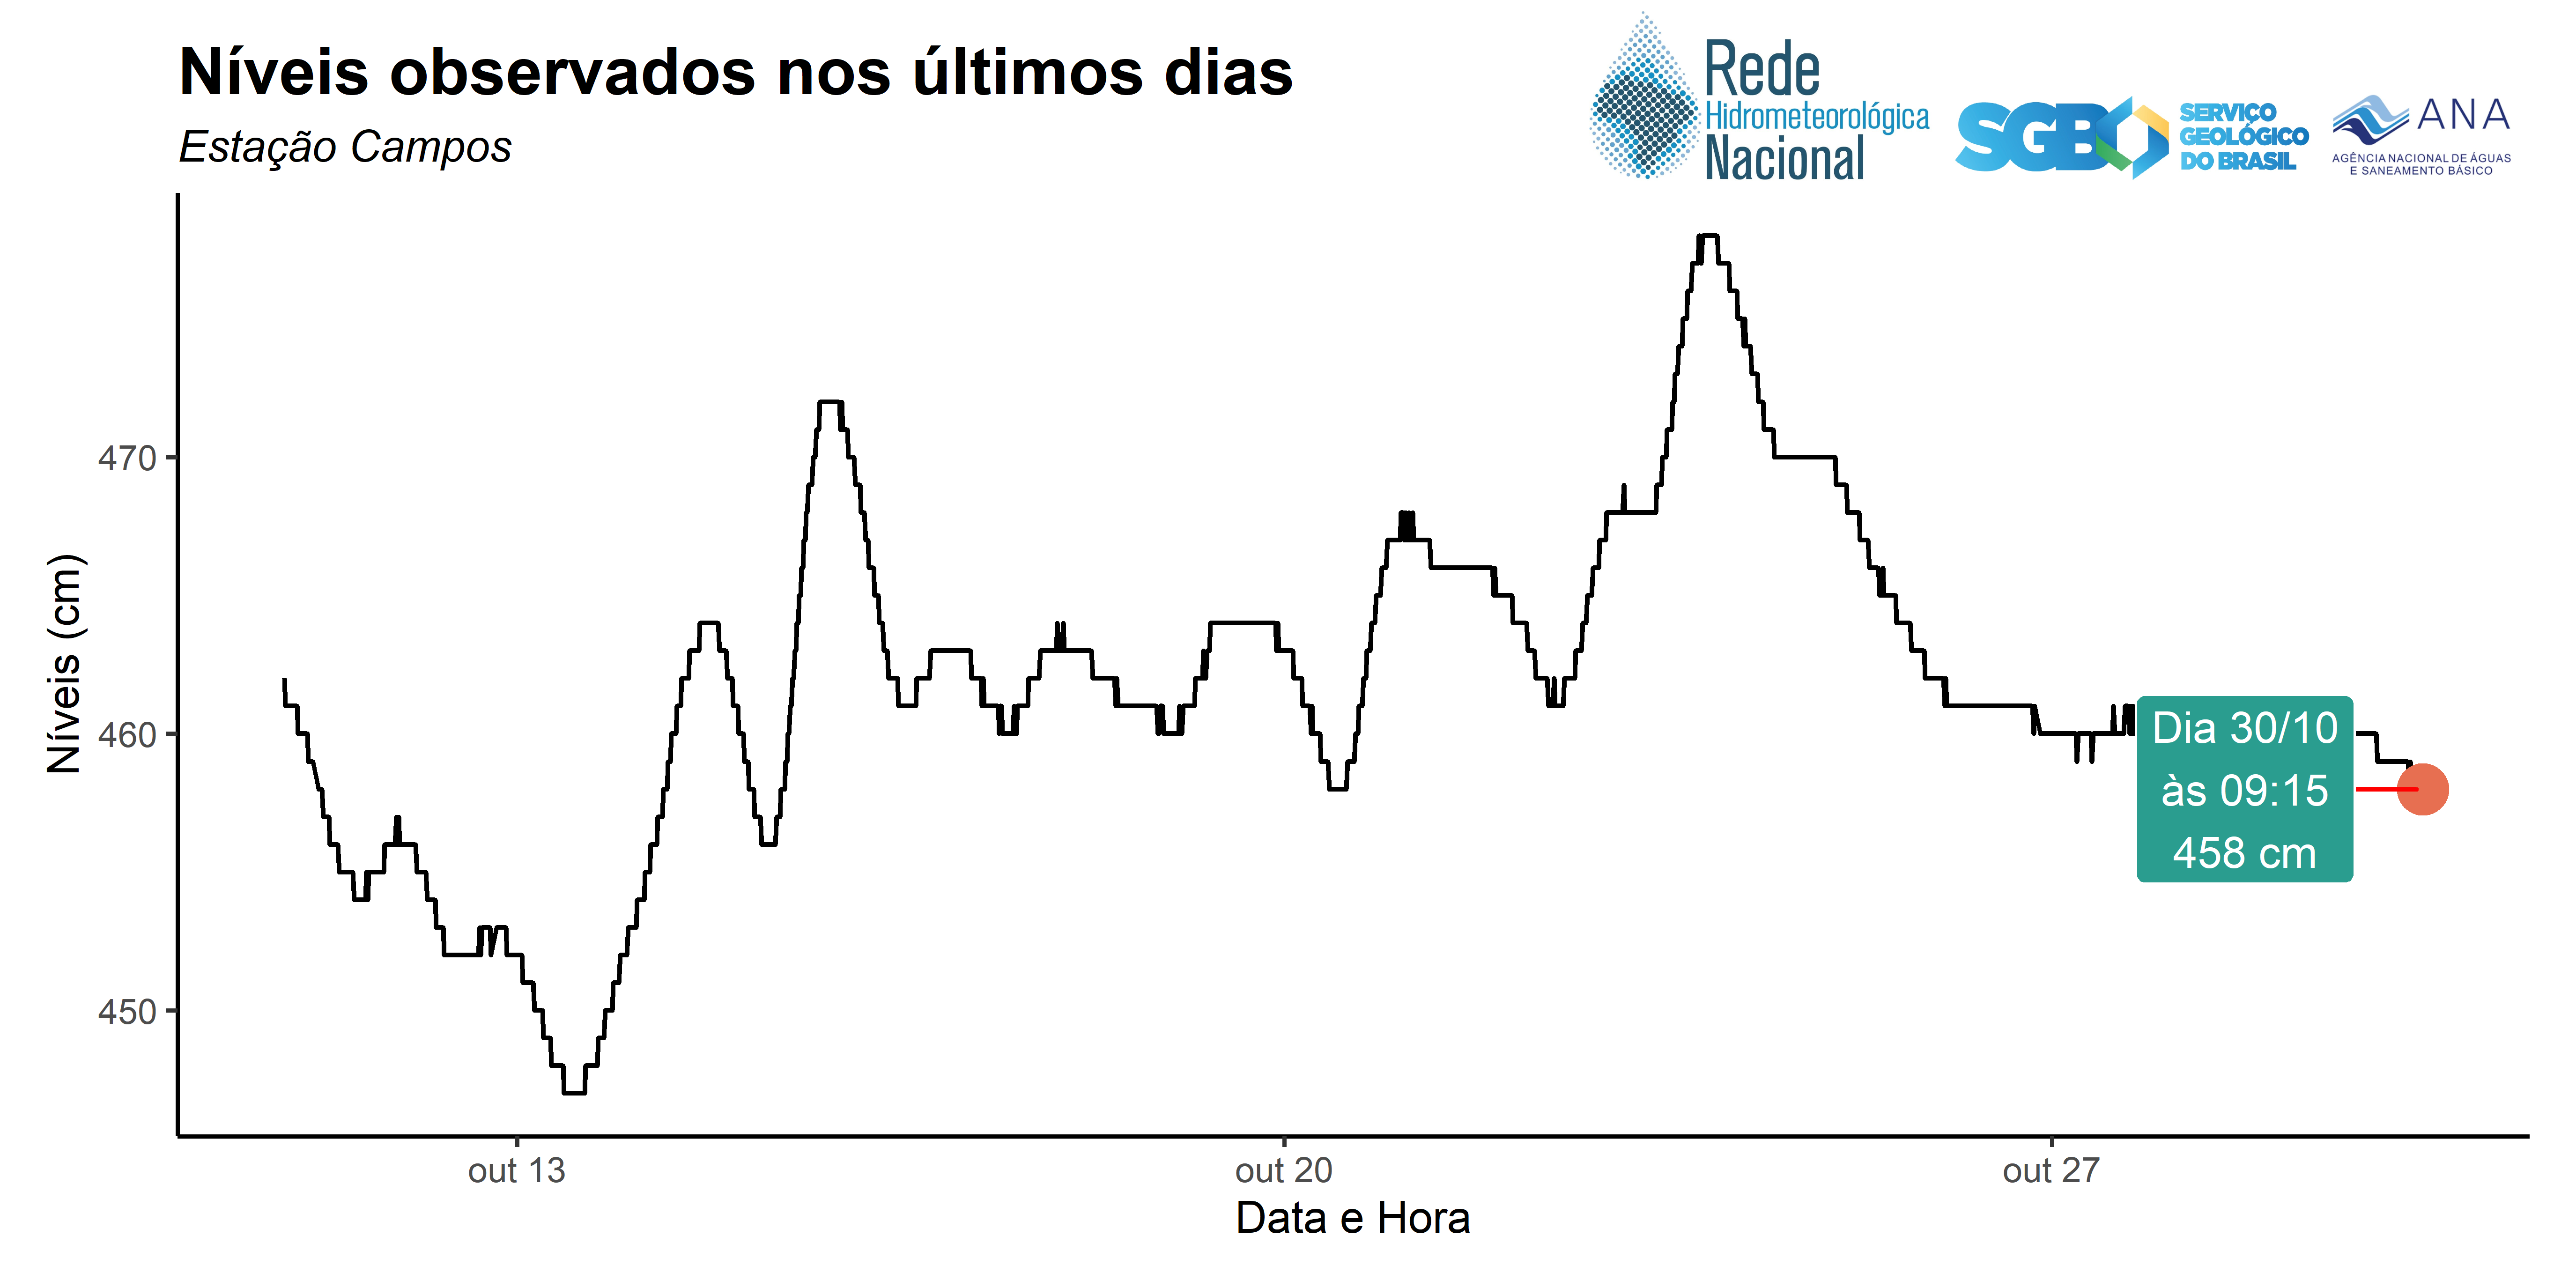 Níveis observados nos últimos dias
Estação Campos
Rede
Hidrometeorológica
Nacional
SGB
SERVIÇO
GEOLÓGICO
DO BRASIL
ANA
AGÊNCIA NACIONAL DE ÁGUAS
E SANEAMENTO BÁSICO
Níveis (cm)
470
460
450
Dia 30/10
às 09:15
458 cm
out 13
out 20
out 27
Data e Hora